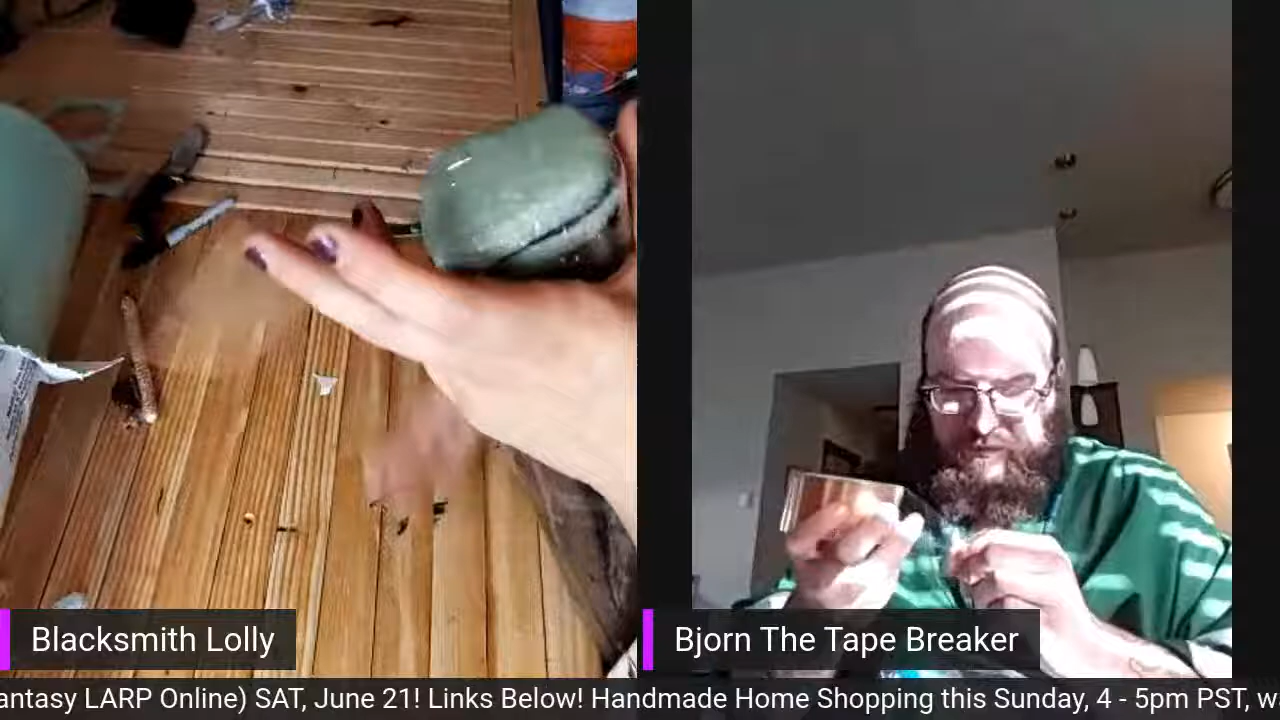 Blacksmith Lolly
Bjorn The Tape Breaker
antasy LARP Online) SAT, June 21! Links Below! Handmade Home Shopping this Sunday, 4 - 5pm PST, w